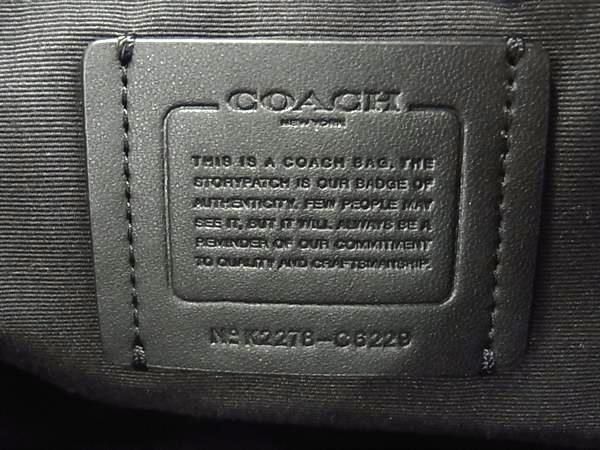 COACH
NEW YORK
THIS IS A COACH BAG. THE
STORYPATCH IS OUR BADGE OF
AUTHENTICITY. FEW PEOPLE MAY
SEE IT, BUT IT WILL ALWAYS BE A
REMINDER OF OUR COMMITMENT
TO QUALITY AND CRAFTSMANSHIP.
Nº K2278-C6229